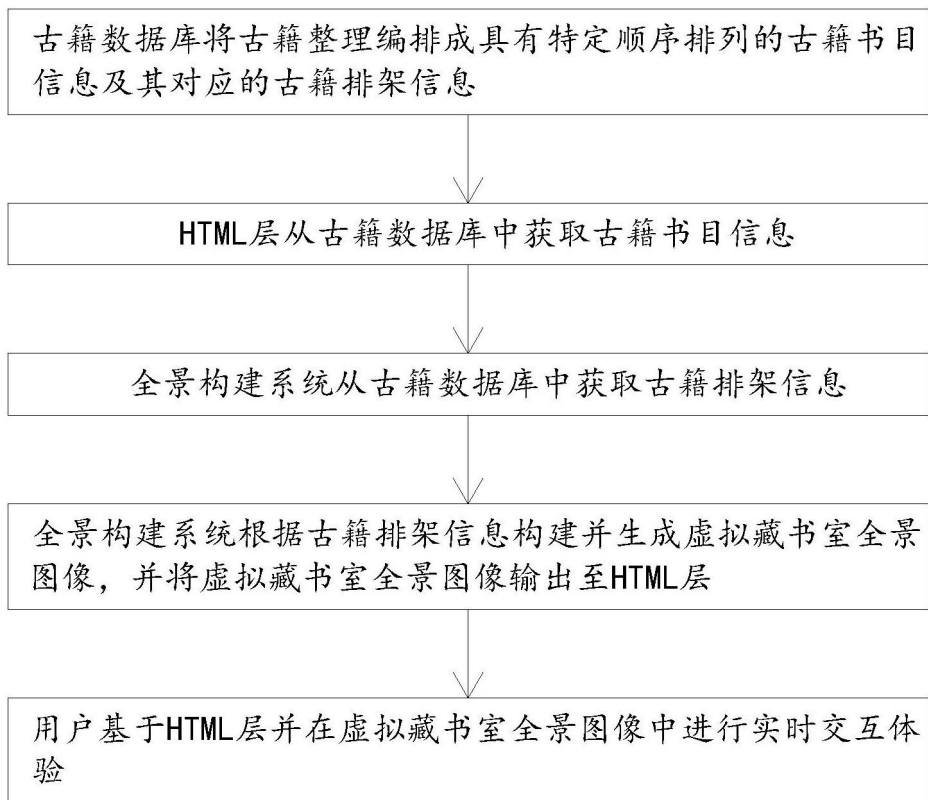 古籍数据库将古籍整理编排成具有特定顺序排列的古籍书目
信息及其对应的古籍排架信息
HTML层从古籍数据库中获取古籍书目信息
全景构建系统从古籍数据库中获取古籍排架信息
全景构建系统根据古籍排架信息构建并生成虚拟藏书室全景
图像，并将虚拟藏书室全景图像输出至HTML层
用户基于HTML层并在虚拟藏书室全景图像中进行实时交互体
验